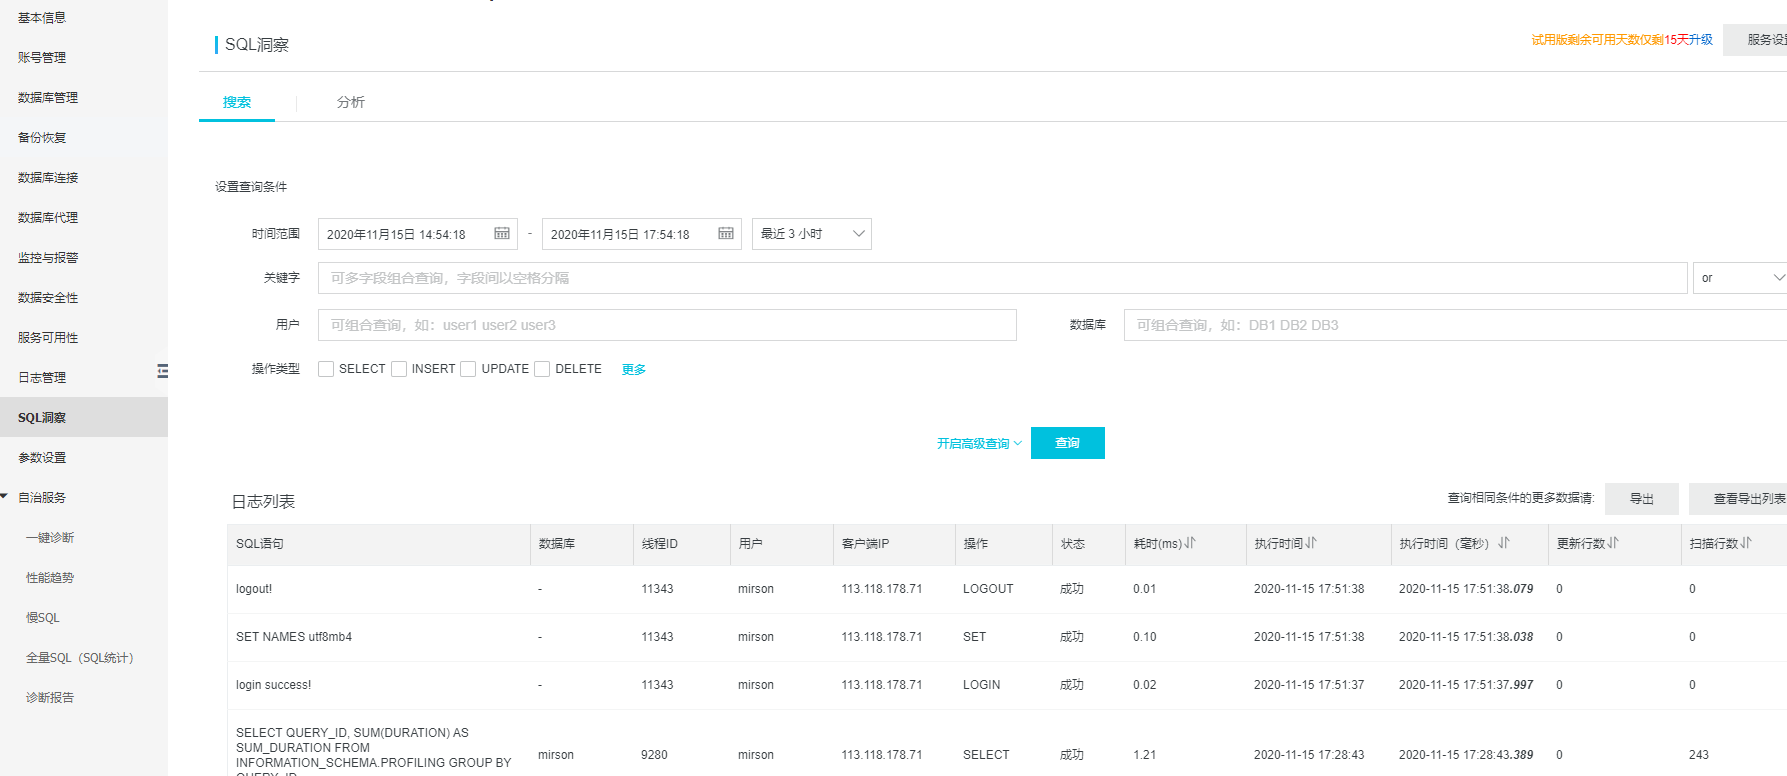 基本信息
账号管理
数据库管理
备份恢复
数据库连接
数据库代理
监控与报警
数据安全性
服务可用性
日志管理
SQL洞察
参数设置
自治服务
一键诊断
性能趋势
慢SQL
全量SQL（SQL统计）
诊断报告
SQL洞察
试用版剩余可用天数仅剩15天升级
服务设
搜索 分析
设置查询条件
时间范围 2020年11月15日 14:54:18 - 2020年11月15日 17:54:18 最近 3 小时
关键字 可多字段组合查询，字段间以空格分隔 or
用户 可组合查询，如：user1 user2 user3 数据库 可组合查询，如：DB1 DB2 DB3
操作类型 SELECT INSERT UPDATE DELETE 更多
开启高级查询 查询
日志列表 查询相同条件的更多数据请: 导出 查看导出列表
SQL语句 数据库 线程ID 用户 客户端IP 操作 状态 耗时(ms) 执行时间 执行时间（毫秒） 更新行数 扫描行数
logout! - 11343 mirson 113.118.178.71 LOGOUT 成功 0.01 2020-11-15 17:51:38 2020-11-15 17:51:38.079 0 0
SET NAMES utf8mb4 - 11343 mirson 113.118.178.71 SET 成功 0.10 2020-11-15 17:51:38 2020-11-15 17:51:38.038 0 0
login success! - 11343 mirson 113.118.178.71 LOGIN 成功 0.02 2020-11-15 17:51:37 2020-11-15 17:51:37.997 0 0
SELECT QUERY_ID, SUM(DURATION) AS
SUM_DURATION FROM
INFORMATION_SCHEMA.PROFILING GROUP BY
QUERY_ID
mirson 9280 mirson 113.118.178.71 SELECT 成功 1.21 2020-11-15 17:28:43 2020-11-15 17:28:43.389 0 243